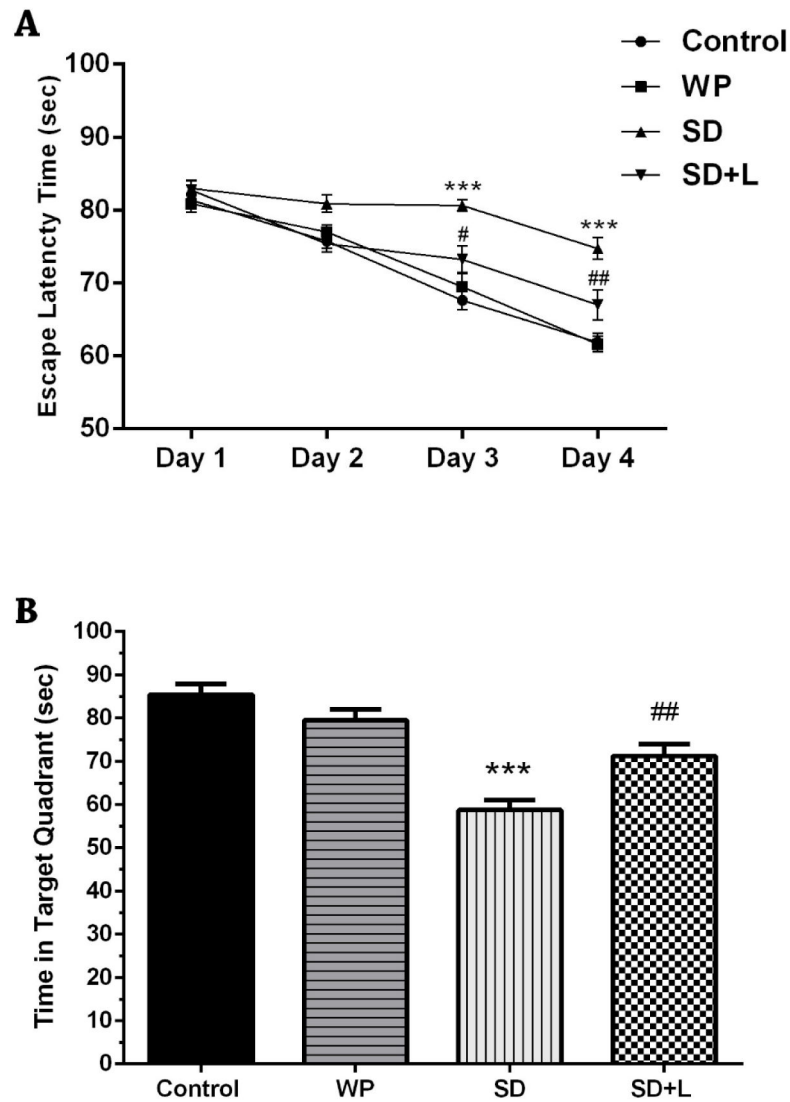 A
Escape Latencty Time (sec)
100
90
80
70
60
50
Day 1 Day 2 Day 3 Day 4
***
#
***
##
Control
WP
SD
SD+L
B
Time in Target Quadrant (sec)
100
90
80
70
60
50
40
30
20
10
0
***
##
Control WP SD SD+L